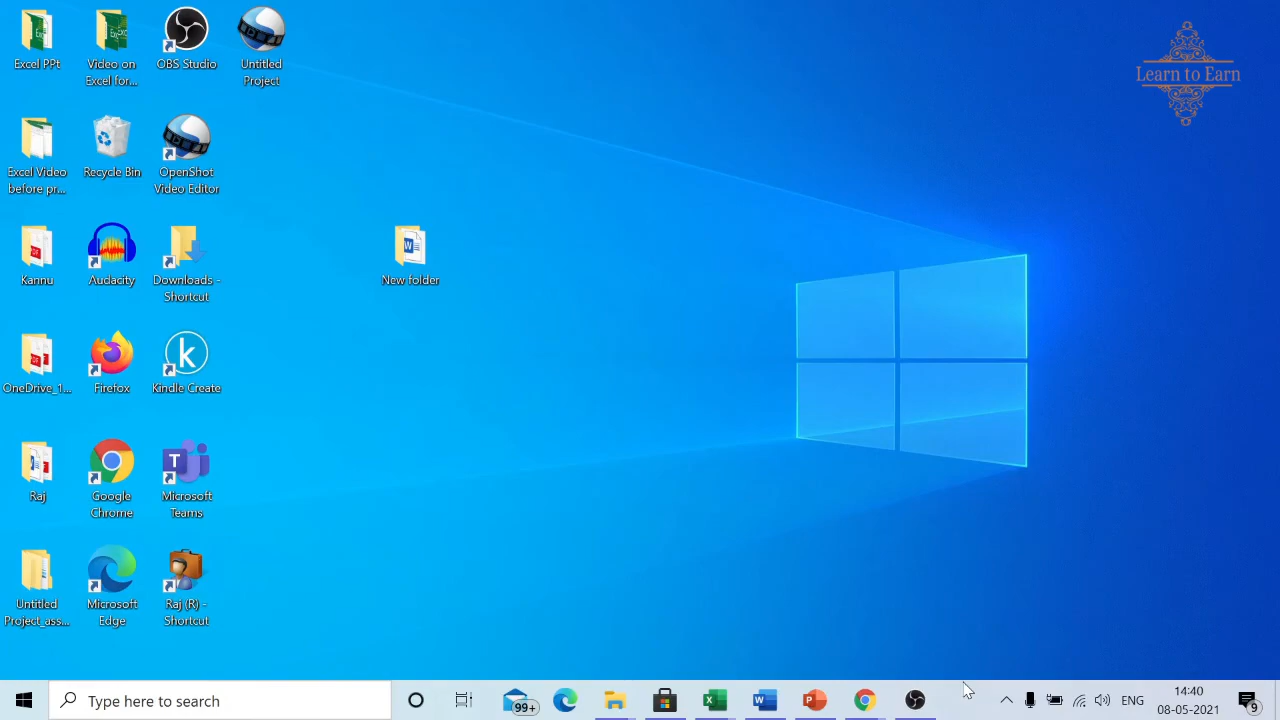 Excel PPt
Video on
Excel for...
OBS Studio
Untitled
Project
Learn to Earn
Excel Video
before pr...
Recycle Bin
OpenShot
Video Editor
Kannu
Audacity
Downloads -
Shortcut
New folder
OneDrive_1...
Firefox
Kindle Create
Raj
Google
Chrome
Microsoft
Teams
Untitled
Project_ass...
Microsoft
Edge
Raj (R) -
Shortcut
Type here to search
99+
ENG
14:40
08-05-2021
9